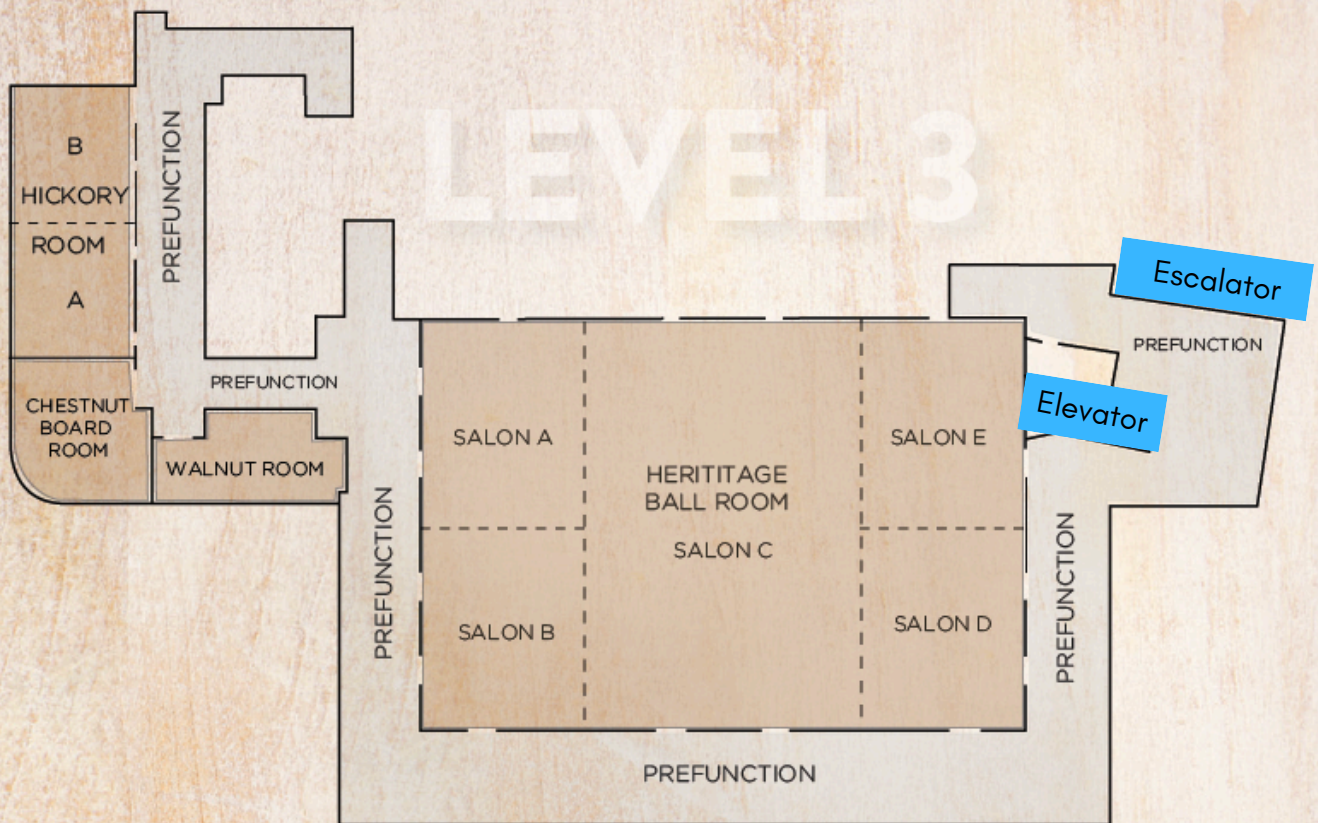 LEVEL 3
B
HICKORY
ROOM
A
PREFUNCTION
CHESTNUT
BOARD
ROOM
WALNUT ROOM
PREFUNCTION
PREFUNCTION
SALON A
SALON B
HERITITAGE
BALL ROOM
SALON C
SALON E
SALON D
Escalator
PREFUNCTION
Elevator
PREFUNCTION
PREFUNCTION